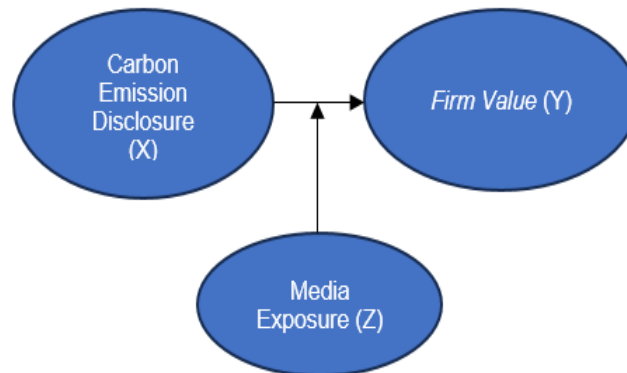 Carbon
Emission
Disclosure
(X)
Firm Value (Y)
Media
Exposure (Z)